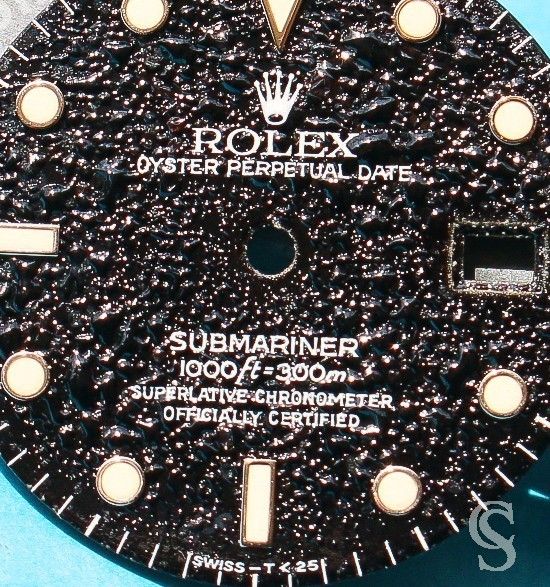 ROLEX
OYSTER PERPETUAL DATE
SUBMARINER
1000ft=300m
SUPERLATIVE CHRONOMETER
OFFICIALLY CERTIFIED
SWISS-T<25